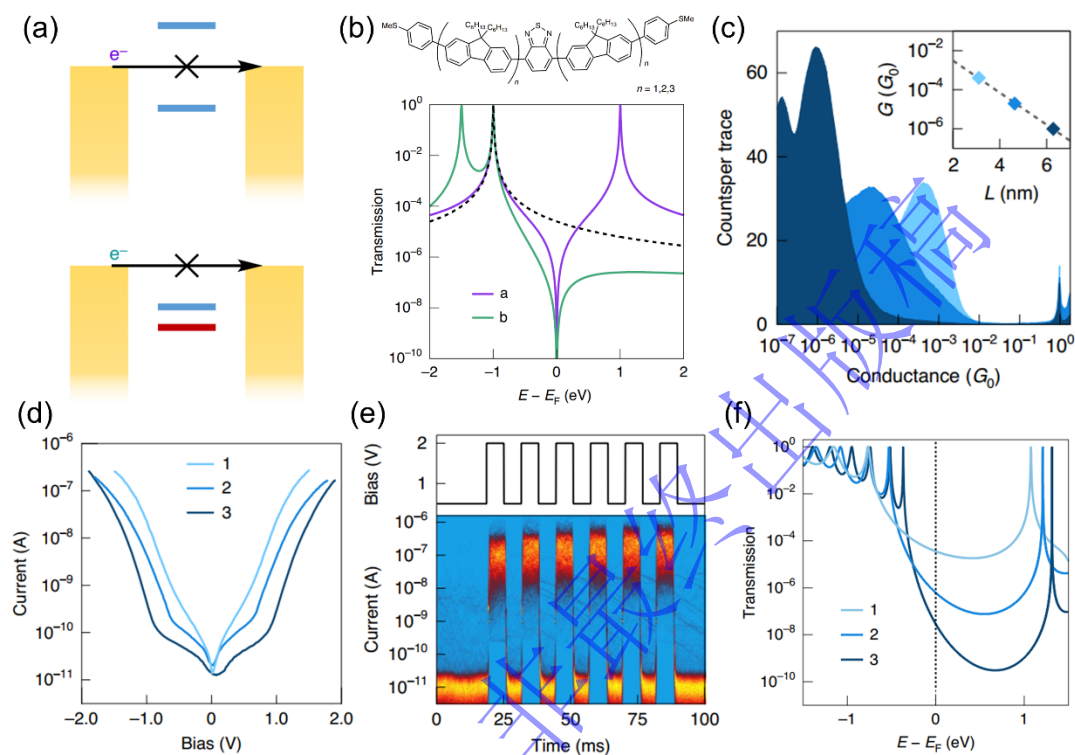 (a)
e⁻
e⁻
(b)
C₆H₁₃ C₆H₁₃
C₆H₁₃ C₆H₁₃
MeS
SMe
N S N
n
n
n = 1,2,3
Transmission
10⁰
10⁻²
10⁻⁴
10⁻⁶
10⁻⁸
10⁻¹⁰
a
b
−2 −1 0 1 2
E − E_F (eV)
(c)
Countsper trace
60
40
20
0
10⁻⁷ 10⁻⁶ 10⁻⁵ 10⁻⁴ 10⁻³ 10⁻² 10⁻¹ 10⁰
Conductance (G₀)
G (G₀)
10⁻²
10⁻⁴
10⁻⁶
2 4 6
L (nm)
(d)
Current (A)
10⁻⁶
10⁻⁷
10⁻⁸
10⁻⁹
10⁻¹⁰
10⁻¹¹
1
2
3
−2.0 −1.0 0 1.0 2.0
Bias (V)
(e)
Bias (V)
2
1
Current (A)
10⁻⁶
10⁻⁷
10⁻⁸
10⁻⁹
10⁻¹⁰
10⁻¹¹
0 25 50 75 100
Time (ms)
(f)
Transmission
10⁰
10⁻²
10⁻⁴
10⁻⁶
10⁻⁸
10⁻¹⁰
1
2
3
−1 0 1
E − E_F (eV)
非最终出版稿